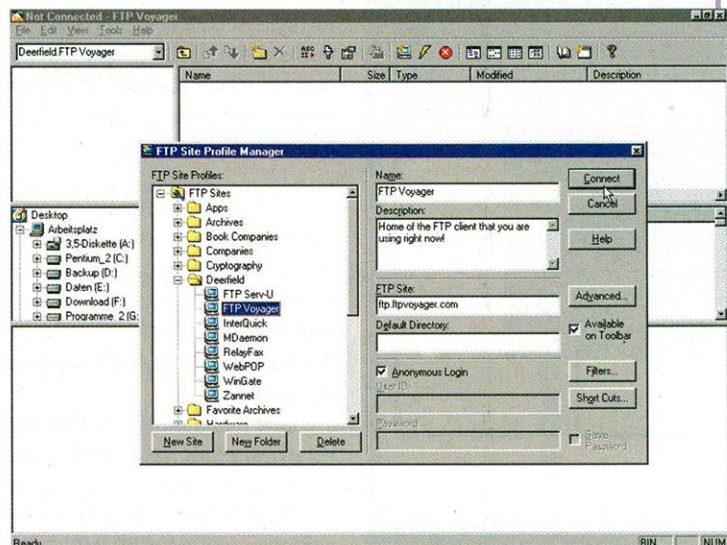 Not Connected - FTP Voyager
File Edit View Tools Help
Deerfield.FTP Voyager
ASC
Name Size Type Modified Description
FTP Site Profile Manager
FTP Site Profiles:
FTP Sites
Apps
Archives
Book Companies
Companies
Cryptography
Deerfield
FTP Serv-U
FTP Voyager
InterQuick
MDaemon
RelayFax
WebPOP
WinGate
Zannet
Favorite Archives
Hardware
New Site New Folder Delete
Name:
FTP Voyager
Description:
Home of the FTP client that you are
using right now!
FTP Site:
ftp.ftpvoyager.com
Default Directory:
Anonymous Login
User ID:
Password
Connect
Cancel
Help
Advanced...
Available
on Toolbar
Filters...
Short Cuts...
Save
Password
Desktop
Arbeitsplatz
3,5-Diskette (A:)
Pentium_2 (C:)
Backup (D:)
Daten (E:)
Download (F:)
Programme_2 (G:
Ready BIN NUM